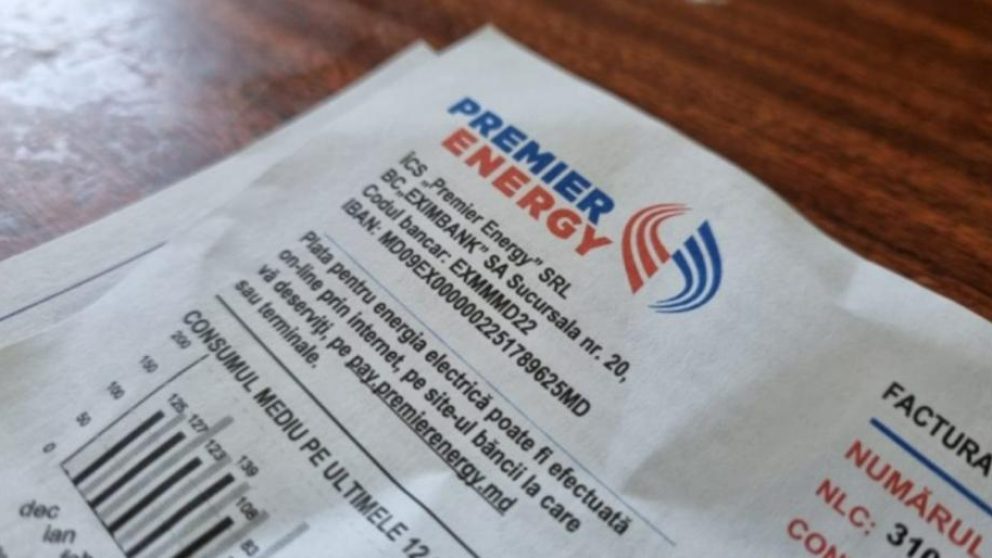 PREMIER
ENERGY
ÎCS „Premier Energy” SRL
BC„EXIMBANK” SA Sucursala nr. 20,
Codul bancar: EXMMMD22
IBAN: MD09EX0000002251789625MD
Plata pentru energia electrică poate fi efectuată
on-line prin internet, pe site-ul băncii la care
vă deserviți, pe pay.premierenergy.md
sau terminale.
CONSUMUL MEDIU PE ULTIMELE 12
200
150
100
50
0
125
127
123
139
108
83
dec
ian
FACTURA
NUMĂRUL
NLC: 310
CON